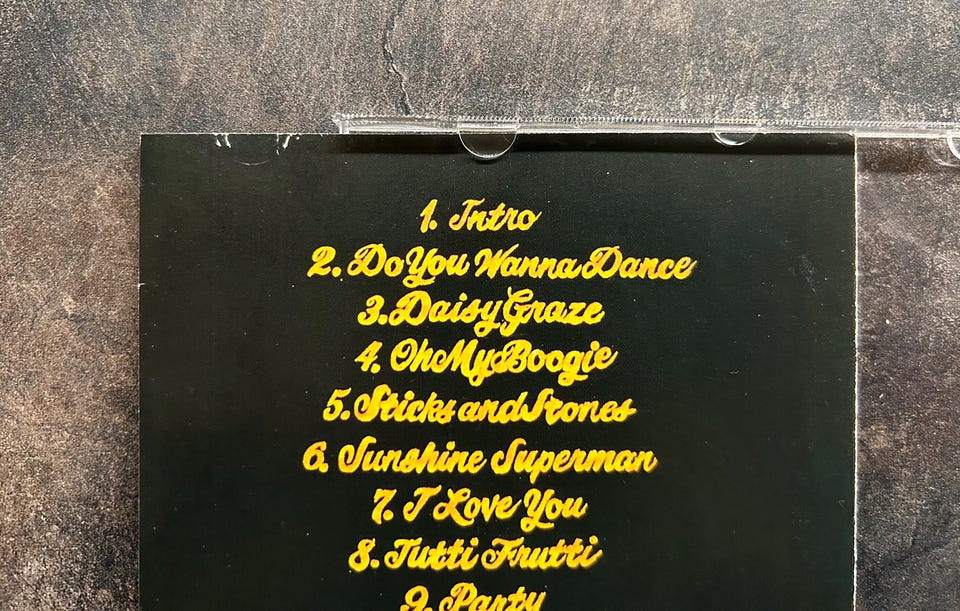 1. Intro
2. Do You Wanna Dance
3. Daisy Graze
4. Oh My Boogie
5. Sticks and Stones
6. Sunshine Superman
7. I Love You
8. Tutti Frutti
9. Party